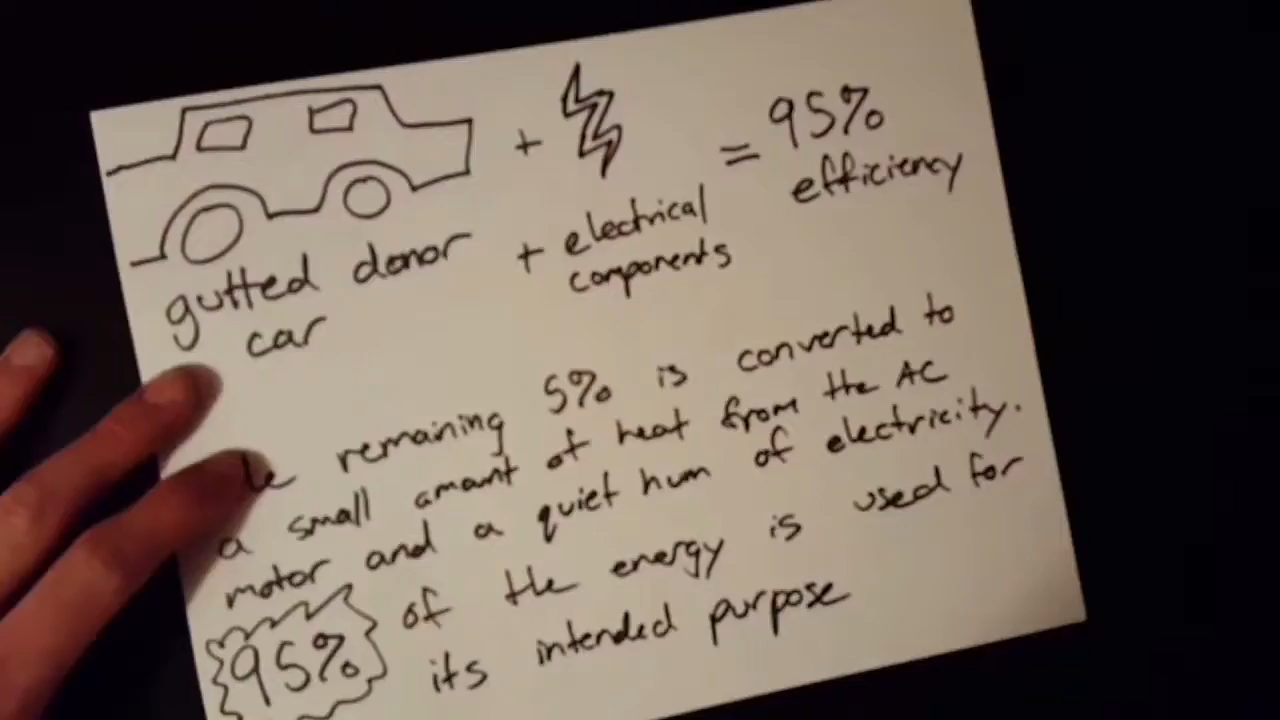 + = 95%
efficiency
gutted donor + electrical
car components
remaining 5% is converted to
a small amount of heat from the AC
motor and a quiet hum of electricity.
95% of the energy is used for
its intended purpose